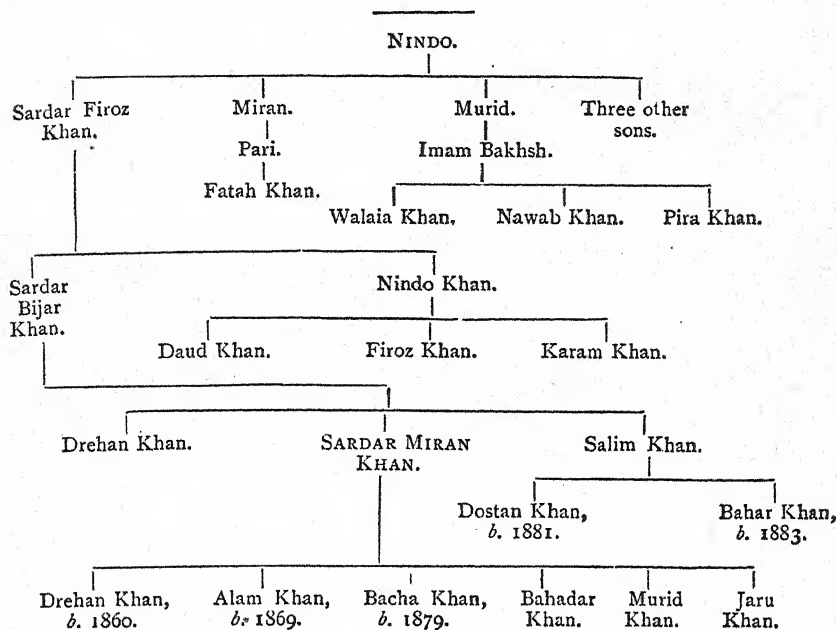 NINDO.
Sardar Firoz Miran. Murid. Three other
Khan. sons.
Pari. Imam Bakhsh.
Fatah Khan.
Walaia Khan. Nawab Khan. Pira Khan.
Sardar Nindo Khan.
Bijar
Khan.
Daud Khan. Firoz Khan. Karam Khan.
Drehan Khan. SARDAR MIRAN Salim Khan.
KHAN.
Dostan Khan, Bahar Khan,
b. 1881. b. 1883.
Drehan Khan, Alam Khan, Bacha Khan, Bahadar Murid Jaru
b. 1860. b. 1869. b. 1879. Khan. Khan. Khan.